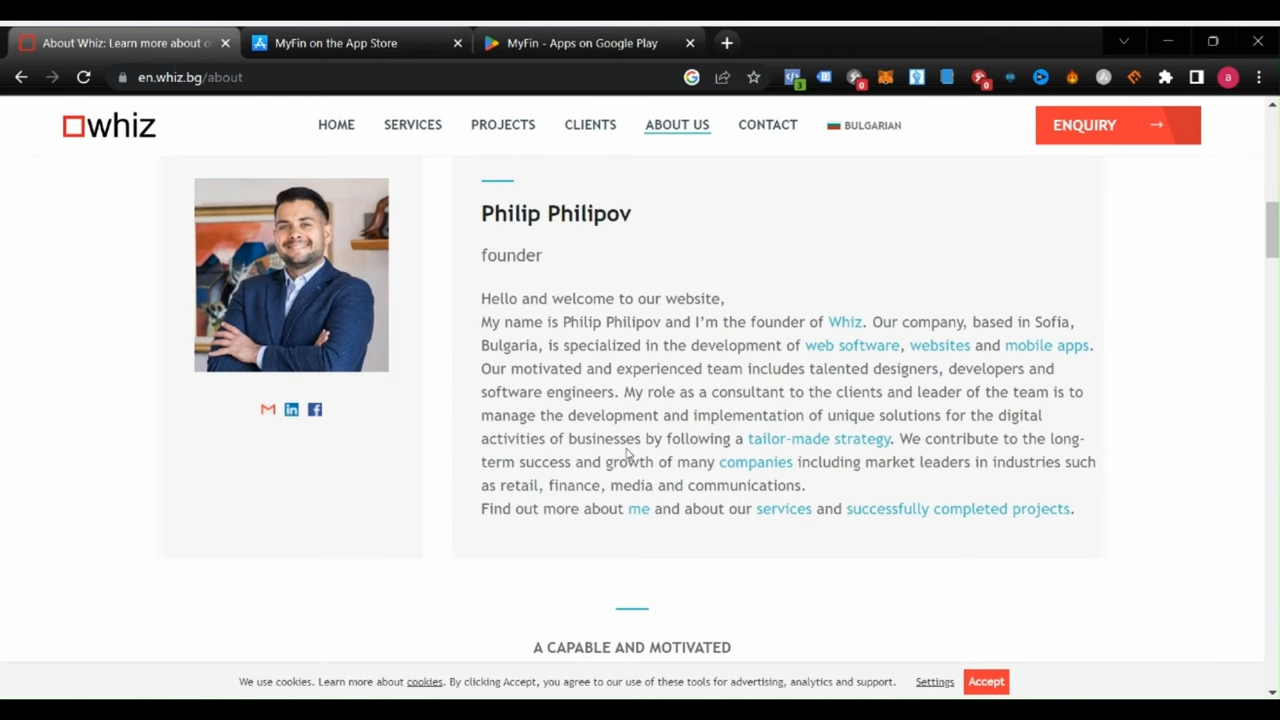 About Whiz: Learn more about o
MyFin on the App Store
MyFin - Apps on Google Play
en.whiz.bg/about
whiz
HOME
SERVICES
PROJECTS
CLIENTS
ABOUT US
CONTACT
BULGARIAN
ENQUIRY →
Philip Philipov
founder
Hello and welcome to our website,
My name is Philip Philipov and I'm the founder of Whiz. Our company, based in Sofia,
Bulgaria, is specialized in the development of web software, websites and mobile apps.
Our motivated and experienced team includes talented designers, developers and
software engineers. My role as a consultant to the clients and leader of the team is to
manage the development and implementation of unique solutions for the digital
activities of businesses by following a tailor-made strategy. We contribute to the long-
term success and growth of many companies including market leaders in industries such
as retail, finance, media and communications.
Find out more about me and about our services and successfully completed projects.
A CAPABLE AND MOTIVATED
We use cookies. Learn more about cookies. By clicking Accept, you agree to our use of these tools for advertising, analytics and support.
Settings
Accept